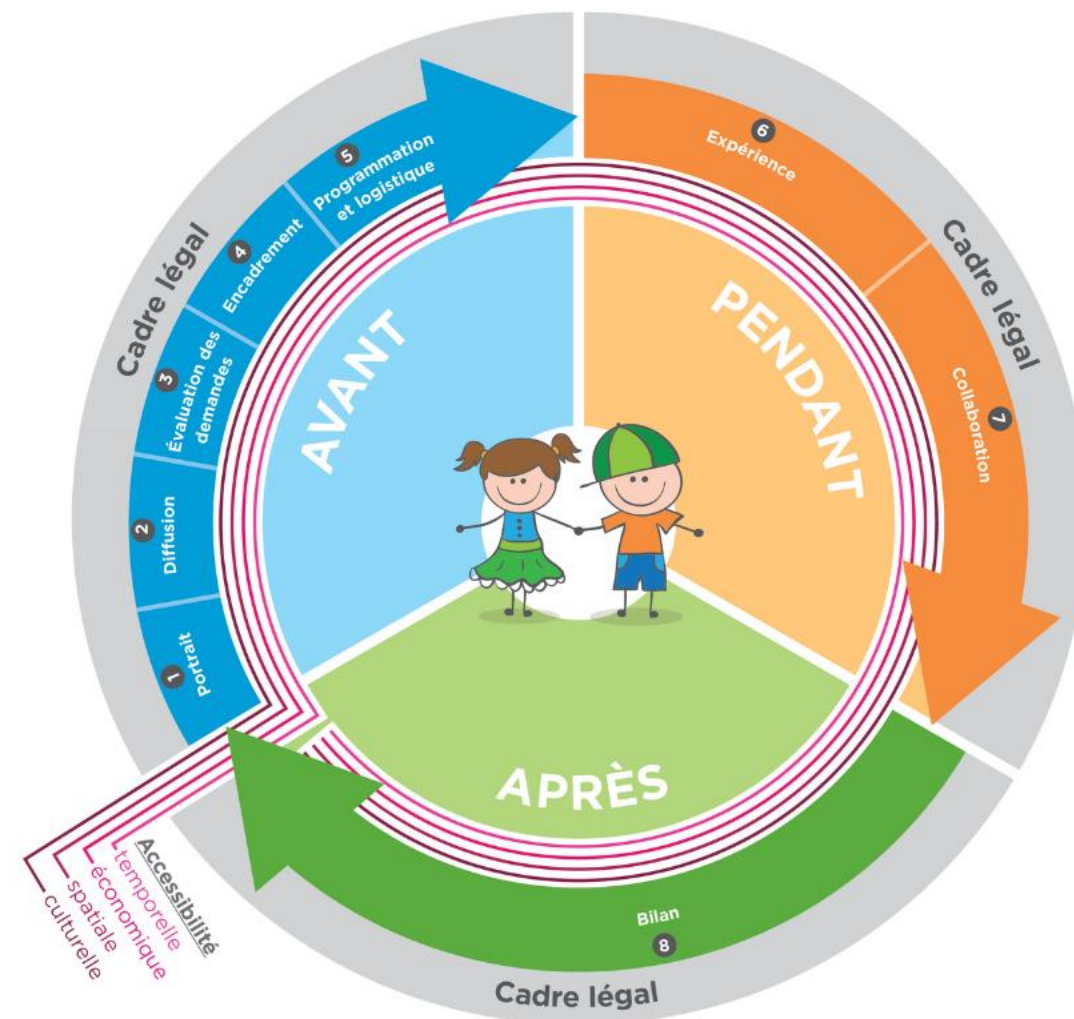 Cadre légal
1
Portrait
2
Diffusion
3
Évaluation des
demandes
4
Encadrement
5
Programmation
et logistique
AVANT
Cadre légal
6
Expérience
7
Collaboration
PENDANT
APRÈS
Bilan
8
Cadre légal
Accessibilité
temporelle
économique
spatiale
culturelle